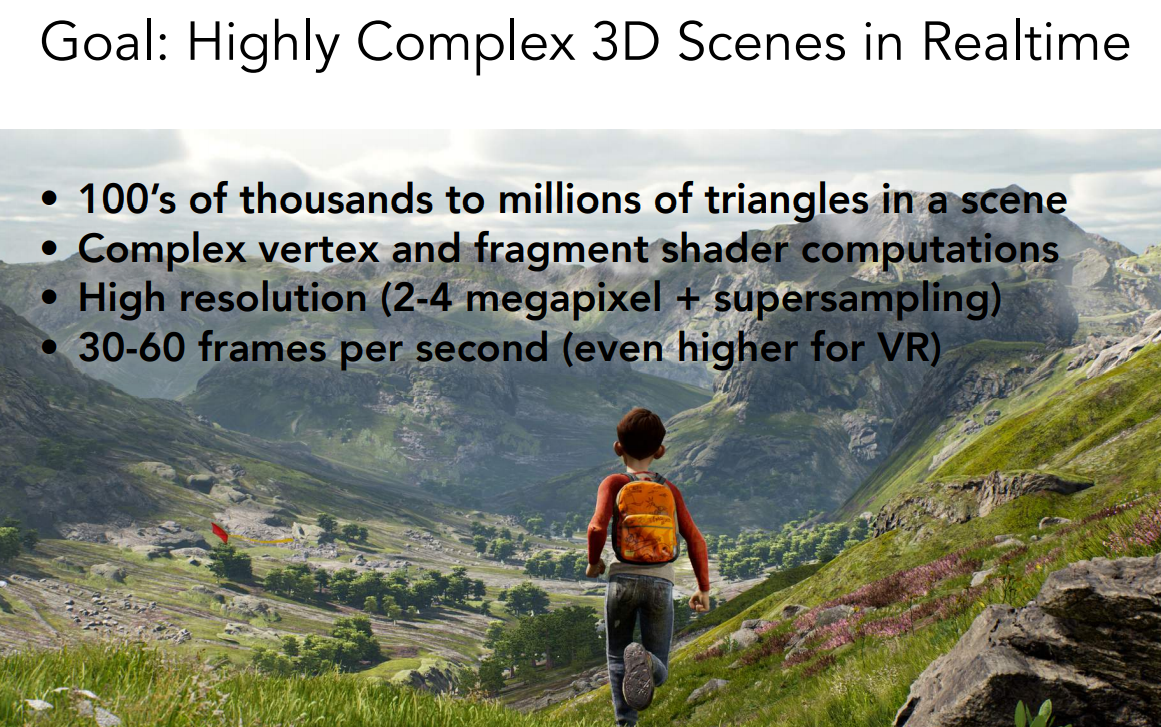 Goal: Highly Complex 3D Scenes in Realtime
• 100’s of thousands to millions of triangles in a scene
• Complex vertex and fragment shader computations
• High resolution (2-4 megapixel + supersampling)
• 30-60 frames per second (even higher for VR)